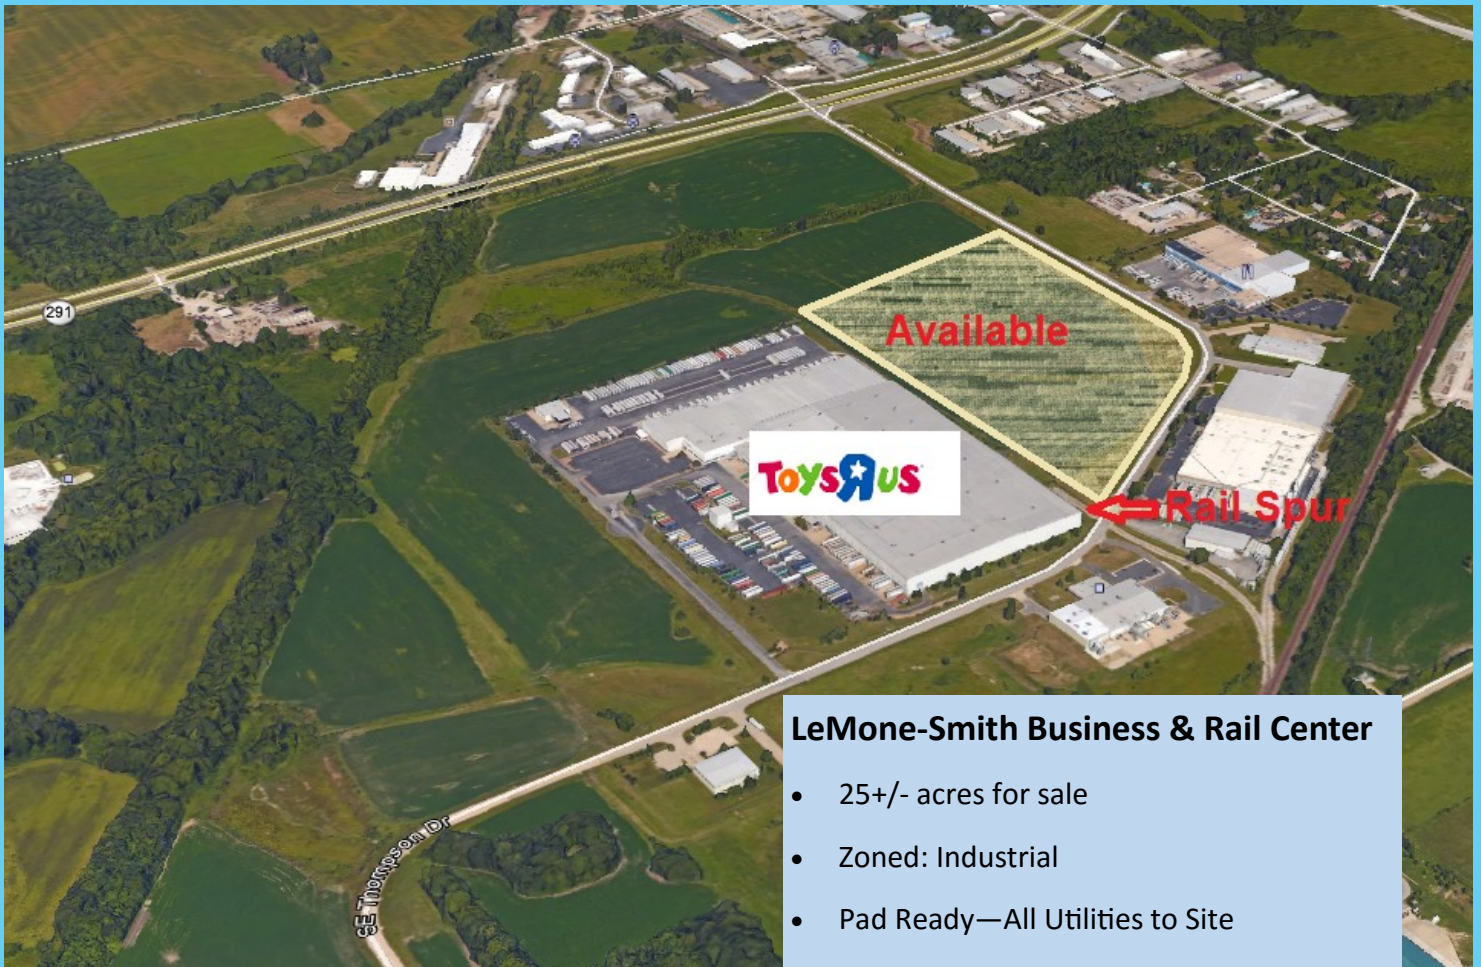 291
Available
TOYSRUS
Rail Spur
LeMone-Smith Business & Rail Center
• 25+/- acres for sale
• Zoned: Industrial
• Pad Ready—All Utilities to Site
SE Thompson Dr